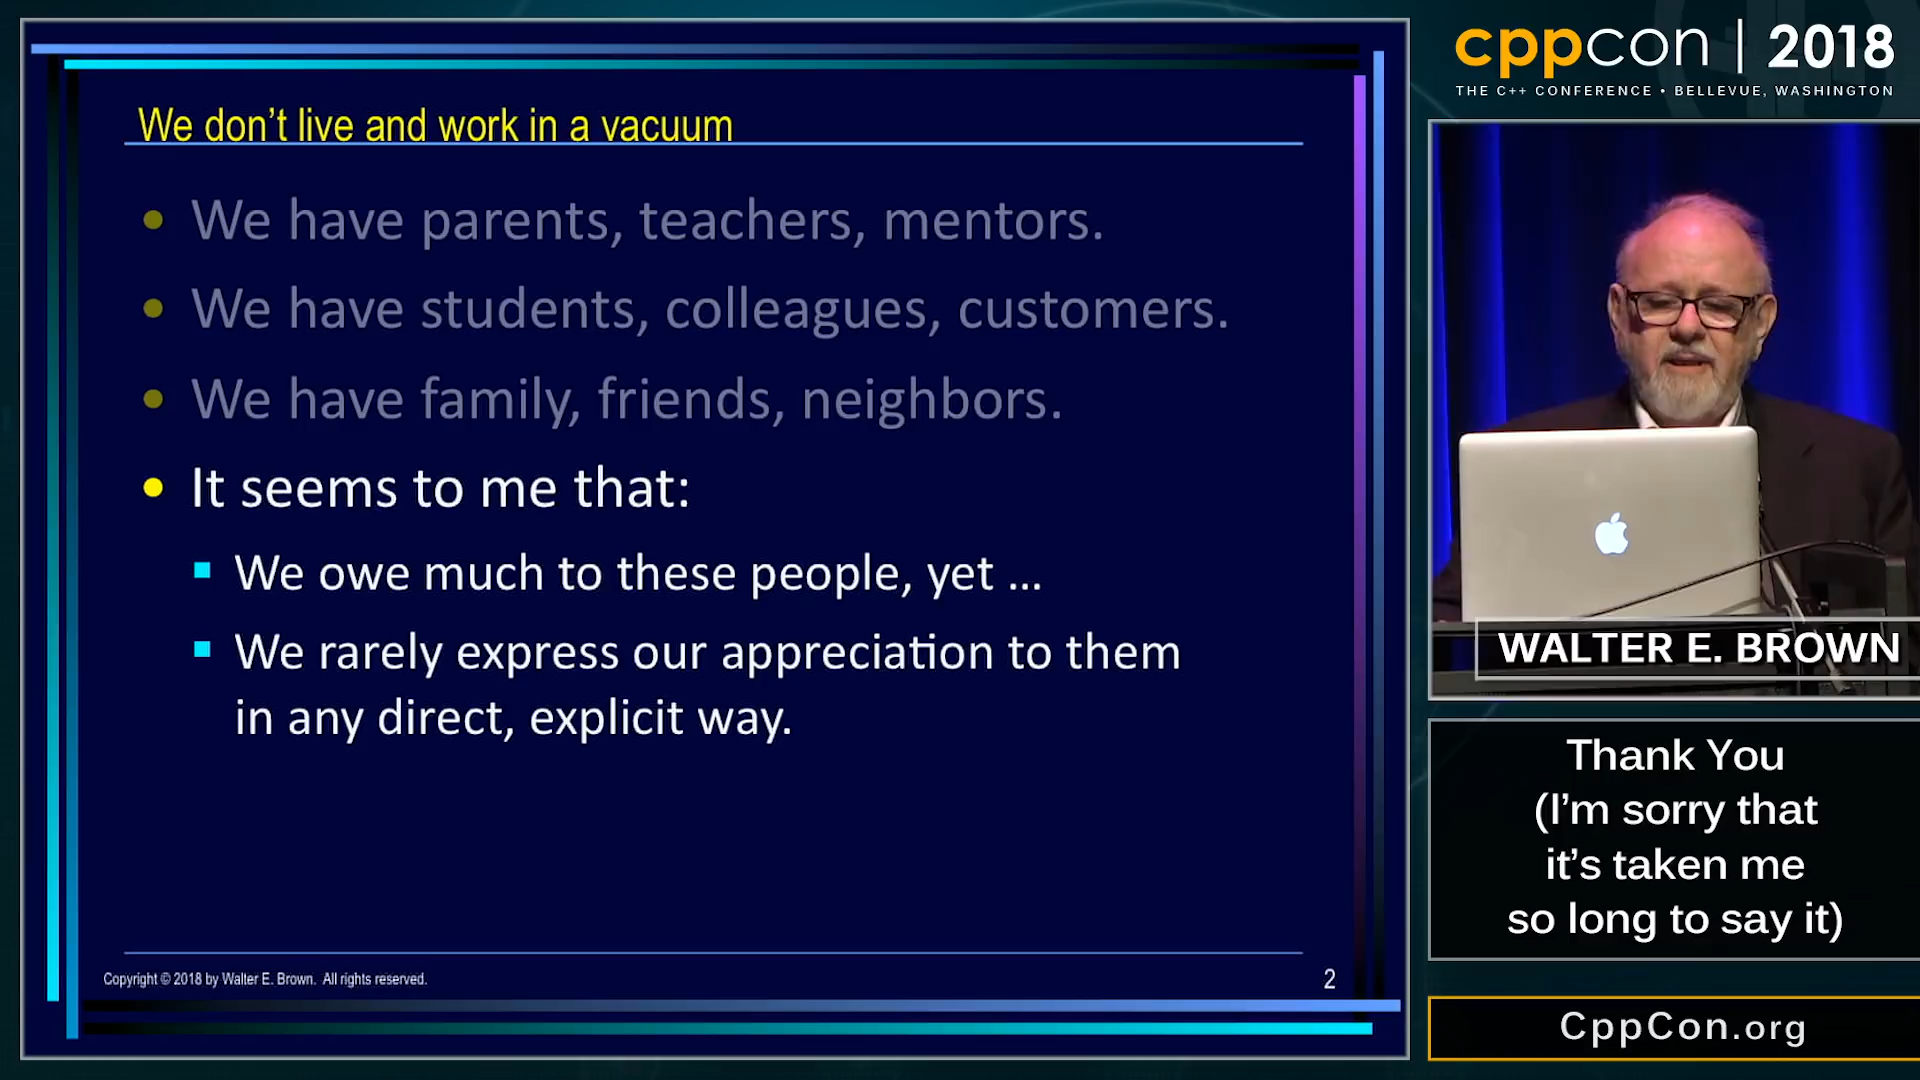 We don't live and work in a vacuum
• We have parents, teachers, mentors.
• We have students, colleagues, customers.
• We have family, friends, neighbors.
• It seems to me that:
▪ We owe much to these people, yet …
▪ We rarely express our appreciation to them
in any direct, explicit way.
Copyright © 2018 by Walter E. Brown. All rights reserved.
2
cppcon | 2018
THE C++ CONFERENCE • BELLEVUE, WASHINGTON
WALTER E. BROWN
Thank You
(I'm sorry that
it's taken me
so long to say it)
CppCon.org